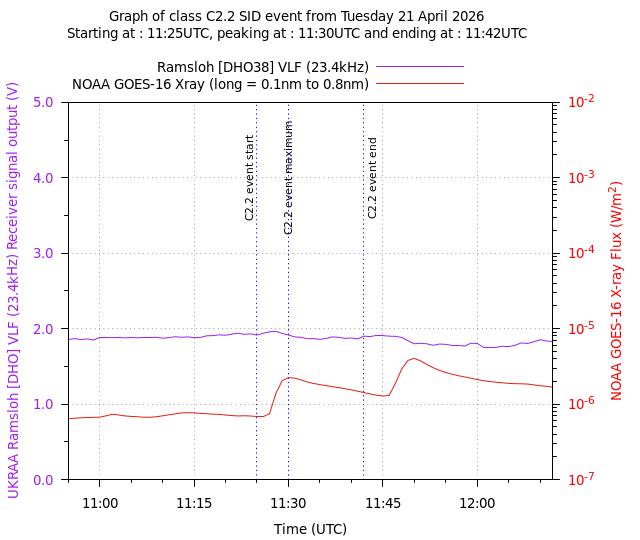 Graph of class C2.2 SID event from Tuesday 21 April 2026
Starting at : 11:25UTC, peaking at : 11:30UTC and ending at : 11:42UTC
Ramsloh [DHO38] VLF (23.4kHz)
NOAA GOES-16 Xray (long = 0.1nm to 0.8nm)
UKRAA Ramsloh [DHO] VLF (23.4kHz) Receiver signal output (V)
5.0
4.0
3.0
2.0
1.0
0.0
C2.2 event start
C2.2 event maximum
C2.2 event end
10⁻²
10⁻³
10⁻⁴
10⁻⁵
10⁻⁶
10⁻⁷
NOAA GOES-16 X-ray Flux (W/m²)
11:00 11:15 11:30 11:45 12:00
Time (UTC)